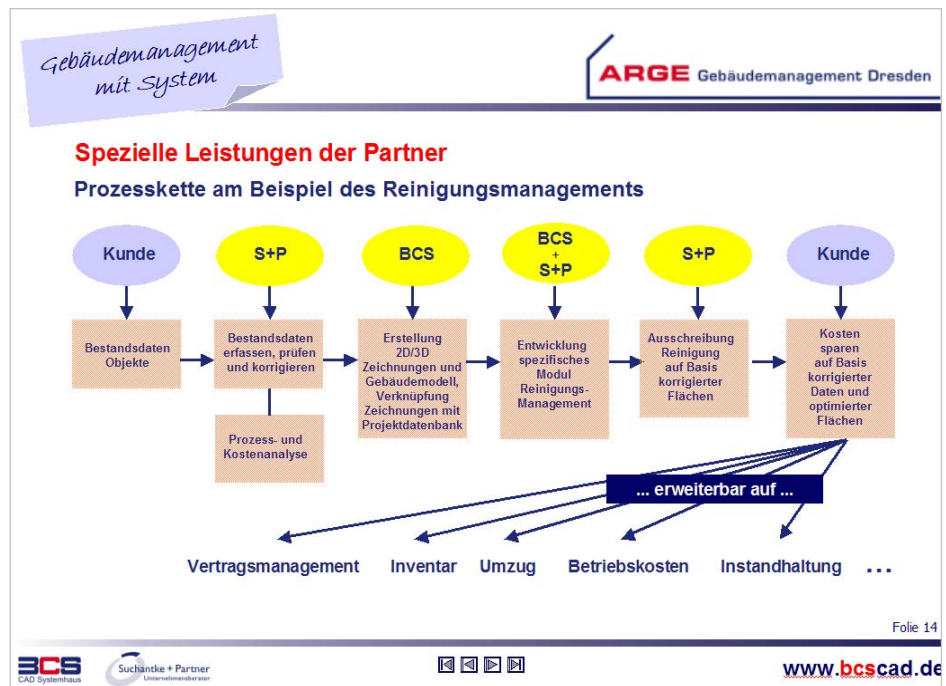 Gebäudemanagement
mit System
ARGE Gebäudemanagement Dresden
Spezielle Leistungen der Partner
Prozesskette am Beispiel des Reinigungsmanagements
Kunde
S+P
BCS
BCS
+
S+P
S+P
Kunde
Bestandsdaten
Objekte
Bestandsdaten
erfassen, prüfen
und korrigieren
Prozess- und
Kostenanalyse
Erstellung
2D/3D
Zeichnungen und
Gebäudemodell,
Verknüpfung
Zeichnungen mit
Projektdatenbank
Entwicklung
spezifisches
Modul
Reinigungs-
Management
Ausschreibung
Reinigung
auf Basis
korrigierter
Flächen
Kosten
sparen
auf Basis
korrigierter
Daten und
optimierter
Flächen
... erweiterbar auf ...
Vertragsmanagement
Inventar
Umzug
Betriebskosten
Instandhaltung
...
Folie 14
BCS
CAD Systemhaus
Suchantke + Partner
Unternehmensberater
www.bcscad.de